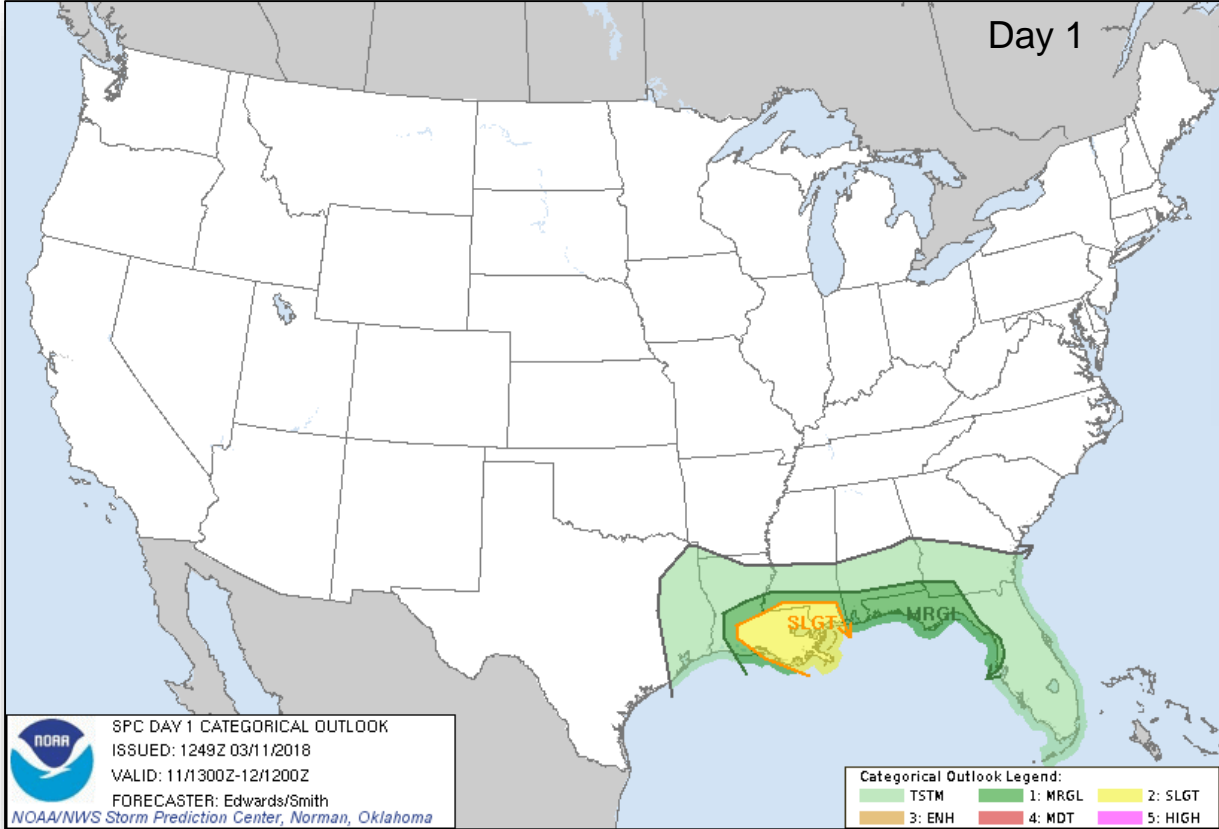 Day 1
SLGT
MRGL
NOAA
SPC DAY 1 CATEGORICAL OUTLOOK
ISSUED: 1249Z 03/11/2018
VALID: 11/1300Z-12/1200Z
FORECASTER: Edwards/Smith
NOAA/NWS Storm Prediction Center, Norman, Oklahoma
Categorical Outlook Legend:
TSTM 1: MRGL 2: SLGT
3: ENH 4: MDT 5: HIGH